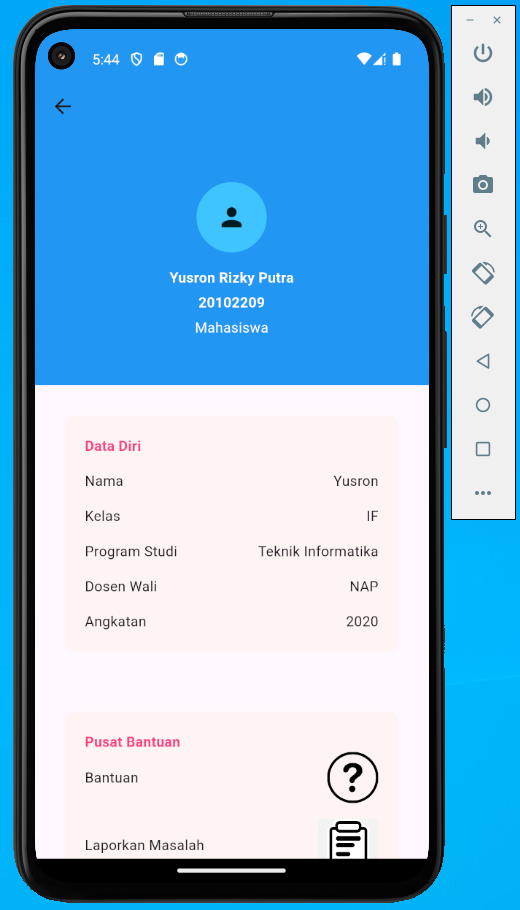 5:44
Yusron Rizky Putra
20102209
Mahasiswa
Data Diri
Nama Yusron
Kelas IF
Program Studi Teknik Informatika
Dosen Wali NAP
Angkatan 2020
Pusat Bantuan
Bantuan ?
Laporkan Masalah